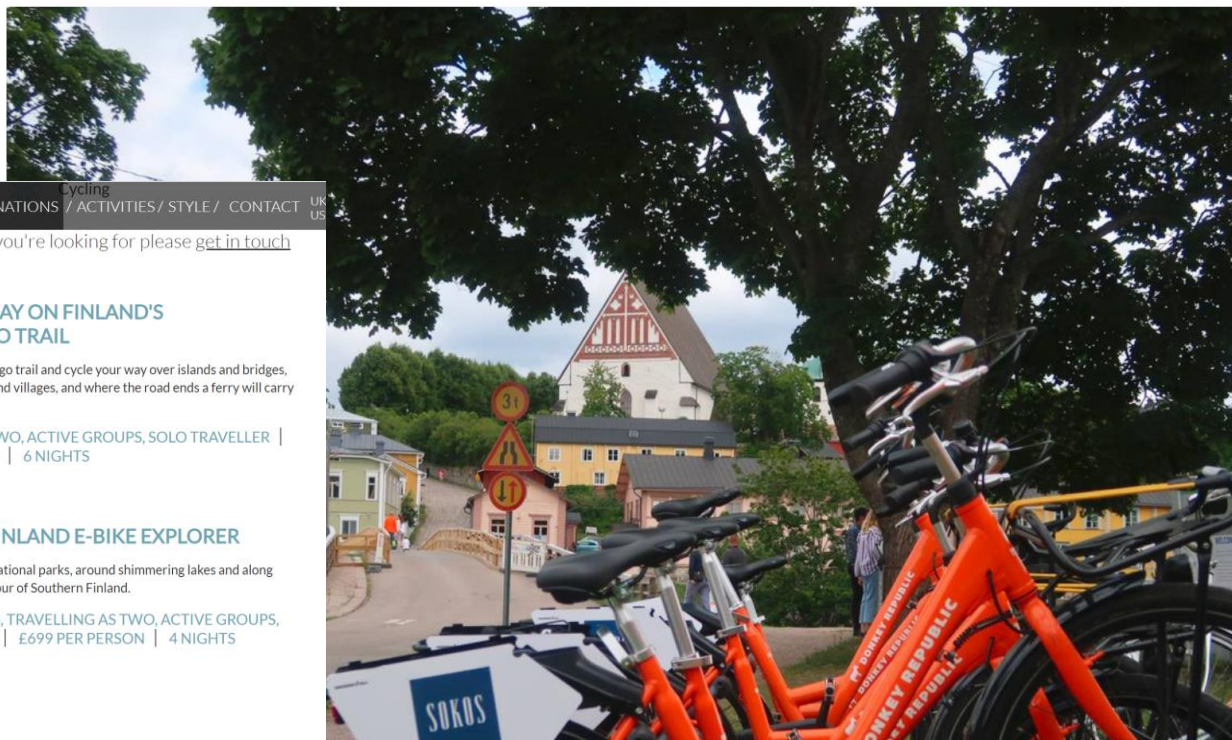 Cycling
NATIONS / ACTIVITIES / STYLE / CONTACT
UK
US
you're looking for please get in touch
AY ON FINLAND'S
O TRAIL
go trail and cycle your way over islands and bridges,
nd villages, and where the road ends a ferry will carry
WO, ACTIVE GROUPS, SOLO TRAVELLER |
| 6 NIGHTS
NLAND E-BIKE EXPLORER
ational parks, around shimmering lakes and along
our of Southern Finland.
, TRAVELLING AS TWO, ACTIVE GROUPS,
| £699 PER PERSON | 4 NIGHTS
3t
SOKOS
DONKEY REPUBLIC
DONKEY REPUBLIC
DONKEY REPUBLIC